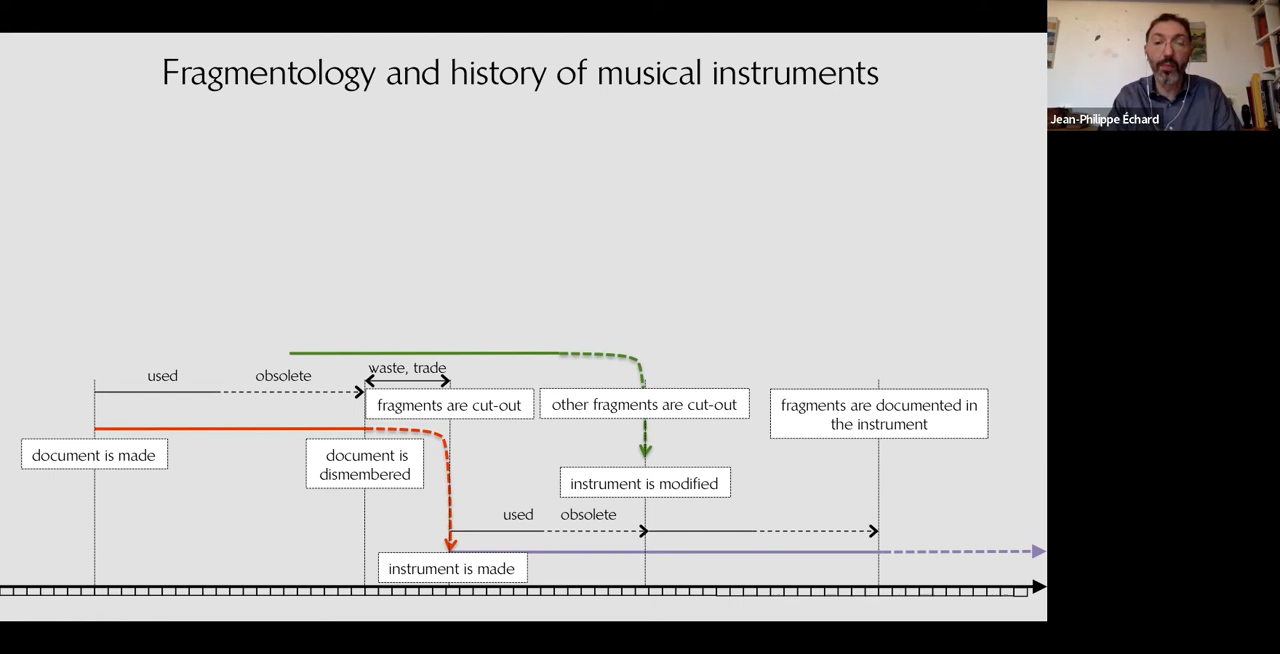 Fragmentology and history of musical instruments
Jean-Philippe Échard
waste, trade
used
obsolete
fragments are cut-out
other fragments are cut-out
fragments are documented in
the instrument
document is made
document is
dismembered
instrument is modified
used
obsolete
instrument is made